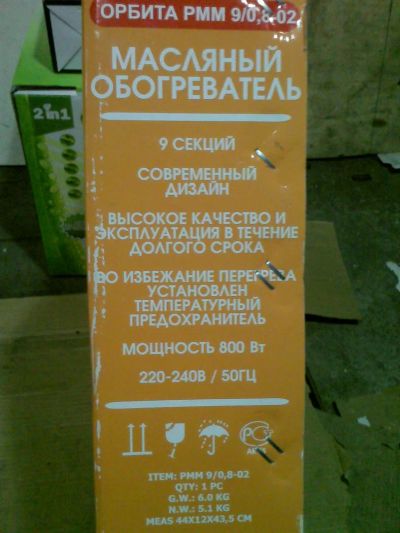 ОРБИТА РММ 9/0,8-02
МАСЛЯНЫЙ
ОБОГРЕВАТЕЛЬ
2in1
9 СЕКЦИЙ
СОВРЕМЕННЫЙ
ДИЗАЙН
ВЫСОКОЕ КАЧЕСТВО И
ЭКСПЛУАТАЦИЯ В ТЕЧЕНИЕ
ДОЛГОГО СРОКА
ВО ИЗБЕЖАНИЕ ПЕРЕГРЕВА
УСТАНОВЛЕН
ТЕМПЕРАТУРНЫЙ
ПРЕДОХРАНИТЕЛЬ
МОЩНОСТЬ 800 Вт
220-240В / 50ГЦ
ITEM: РММ 9/0,8-02
QTY: 1 PC
G.W.: 6.0 KG
N.W.: 5.1 KG
MEAS 44X12X43,5 CM